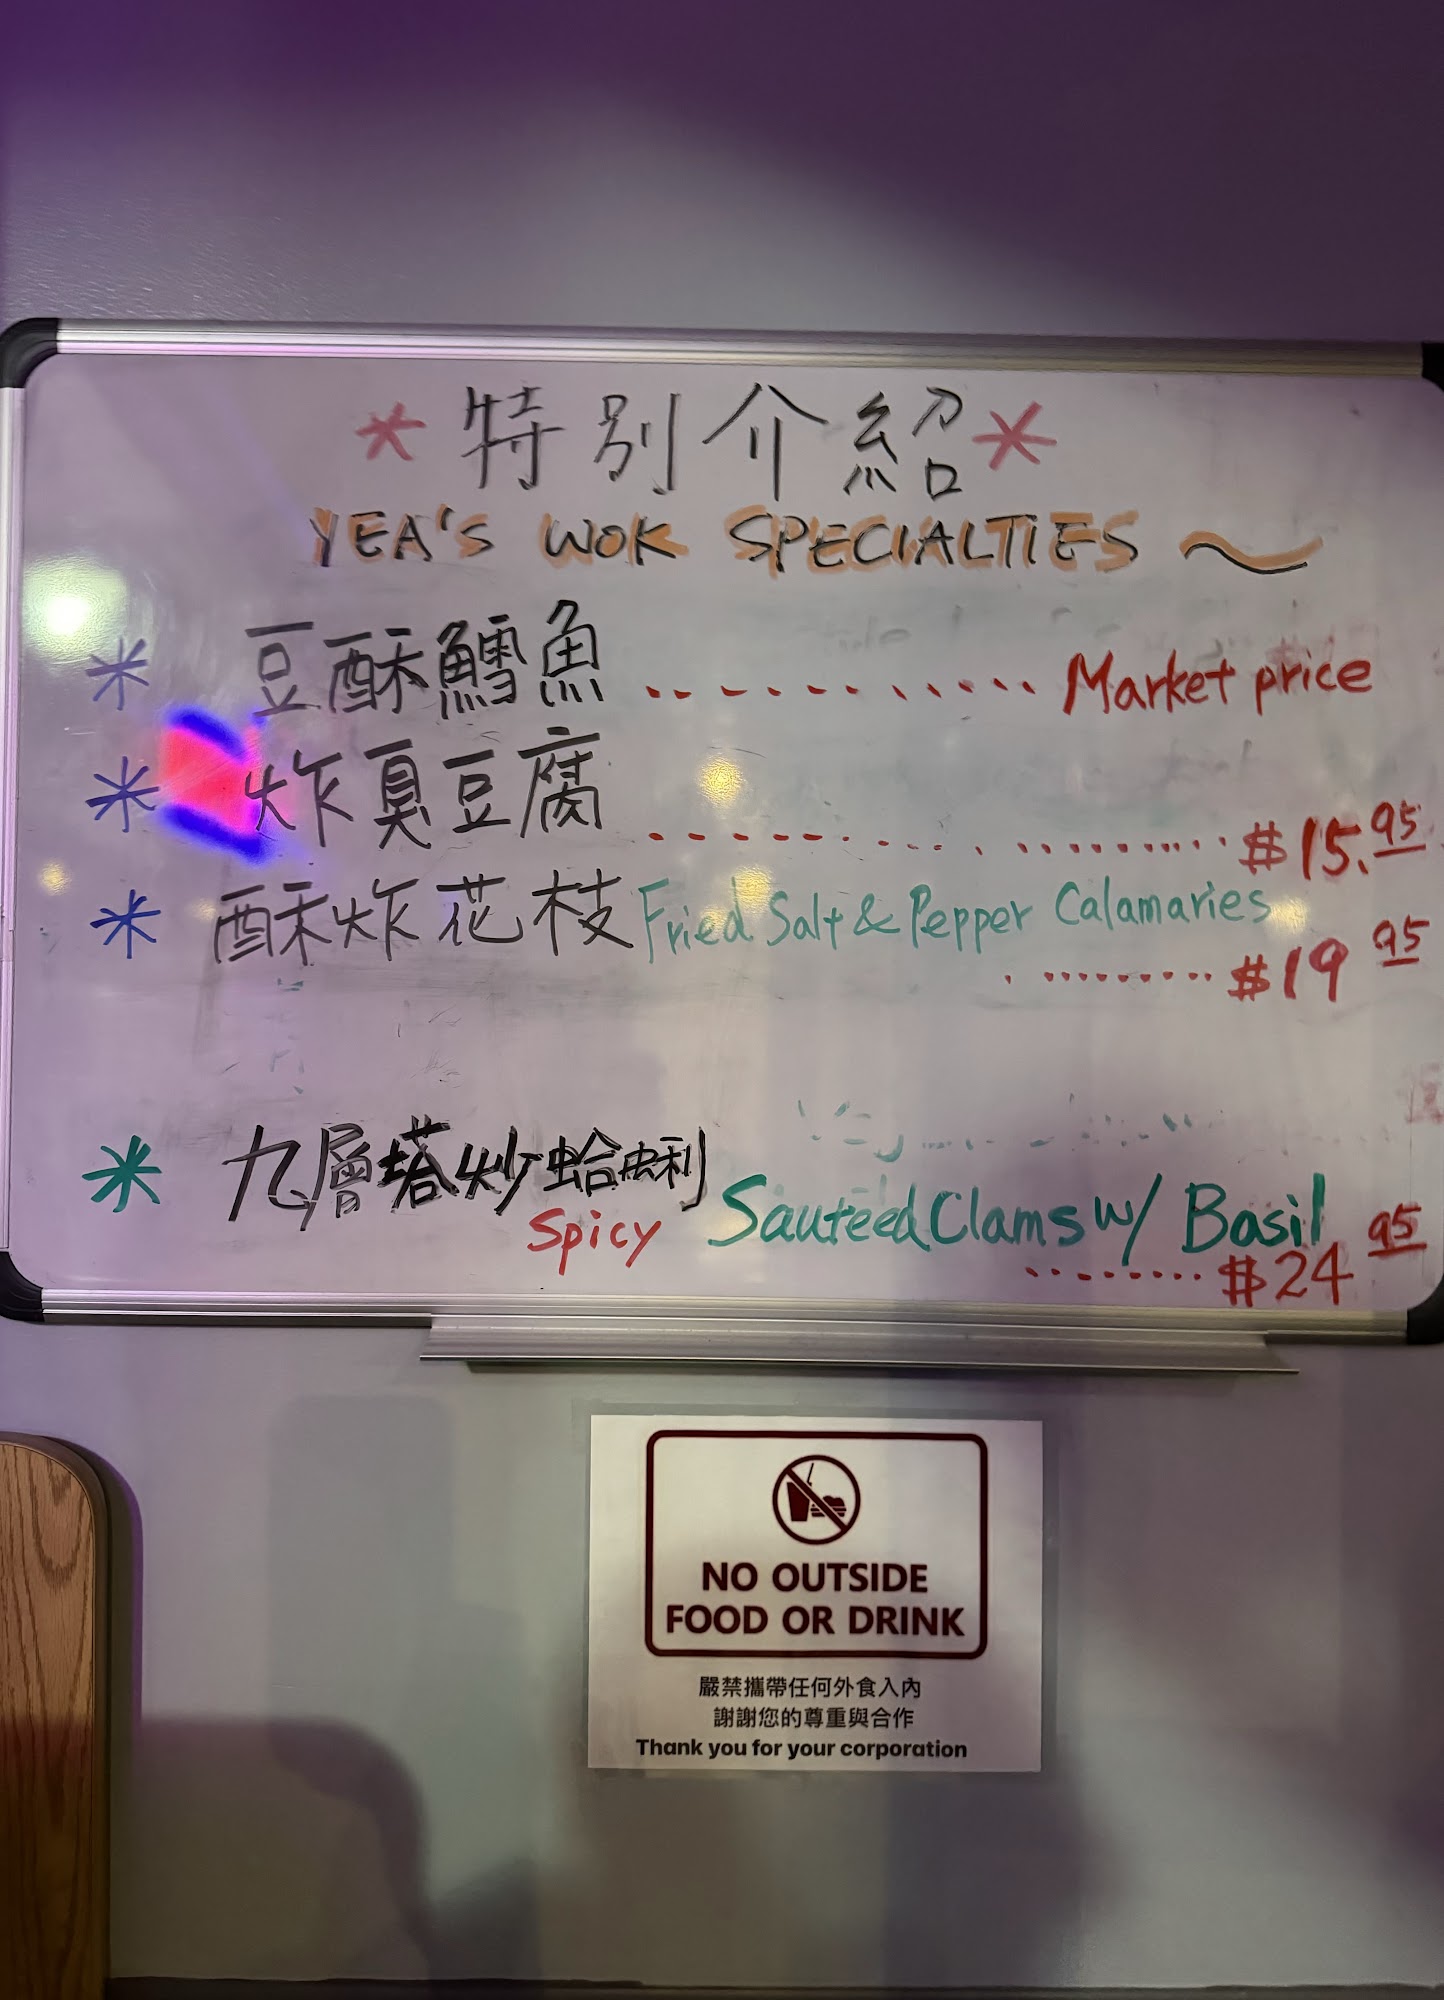 * 特別介紹 *
YEA'S WOK SPECIALTIES ~
* 豆酥鱈魚 ............ Market price
* 炸臭豆腐 .................. $15.95
* 酥炸花枝 Fried Salt & Pepper Calamaries
.......... $19 95
* 九層塔炒蛤蜊 Sauteed Clams w/ Basil
Spicy ........ $24 95
NO OUTSIDE
FOOD OR DRINK
嚴禁攜帶任何外食入內
謝謝您的尊重與合作
Thank you for your corporation